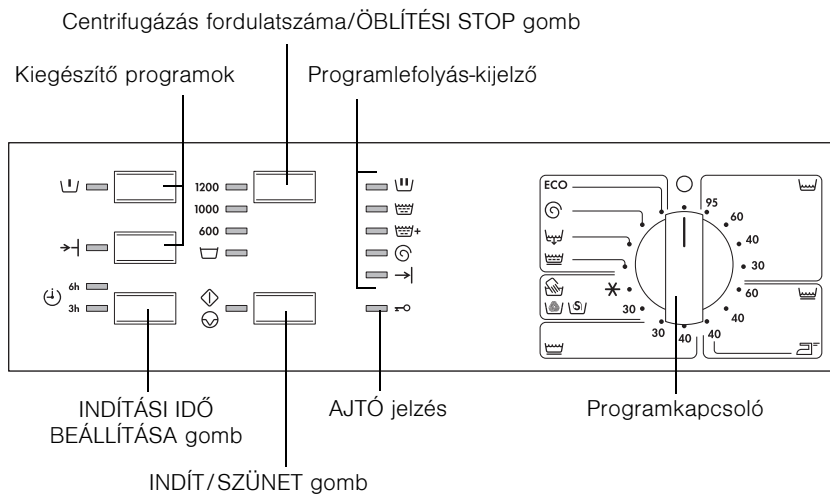 Centrifugázás fordulatszáma/ÖBLÍTÉSI STOP gomb
Kiegészítő programok
Programlefolyás-kijelző
1200
1000
600
6h
3h
ECO
95
60
40
30
60
40
40
40
30
30
INDÍTÁSI IDŐ
BEÁLLÍTÁSA gomb
AJTÓ jelzés
Programkapcsoló
INDÍT/SZÜNET gomb